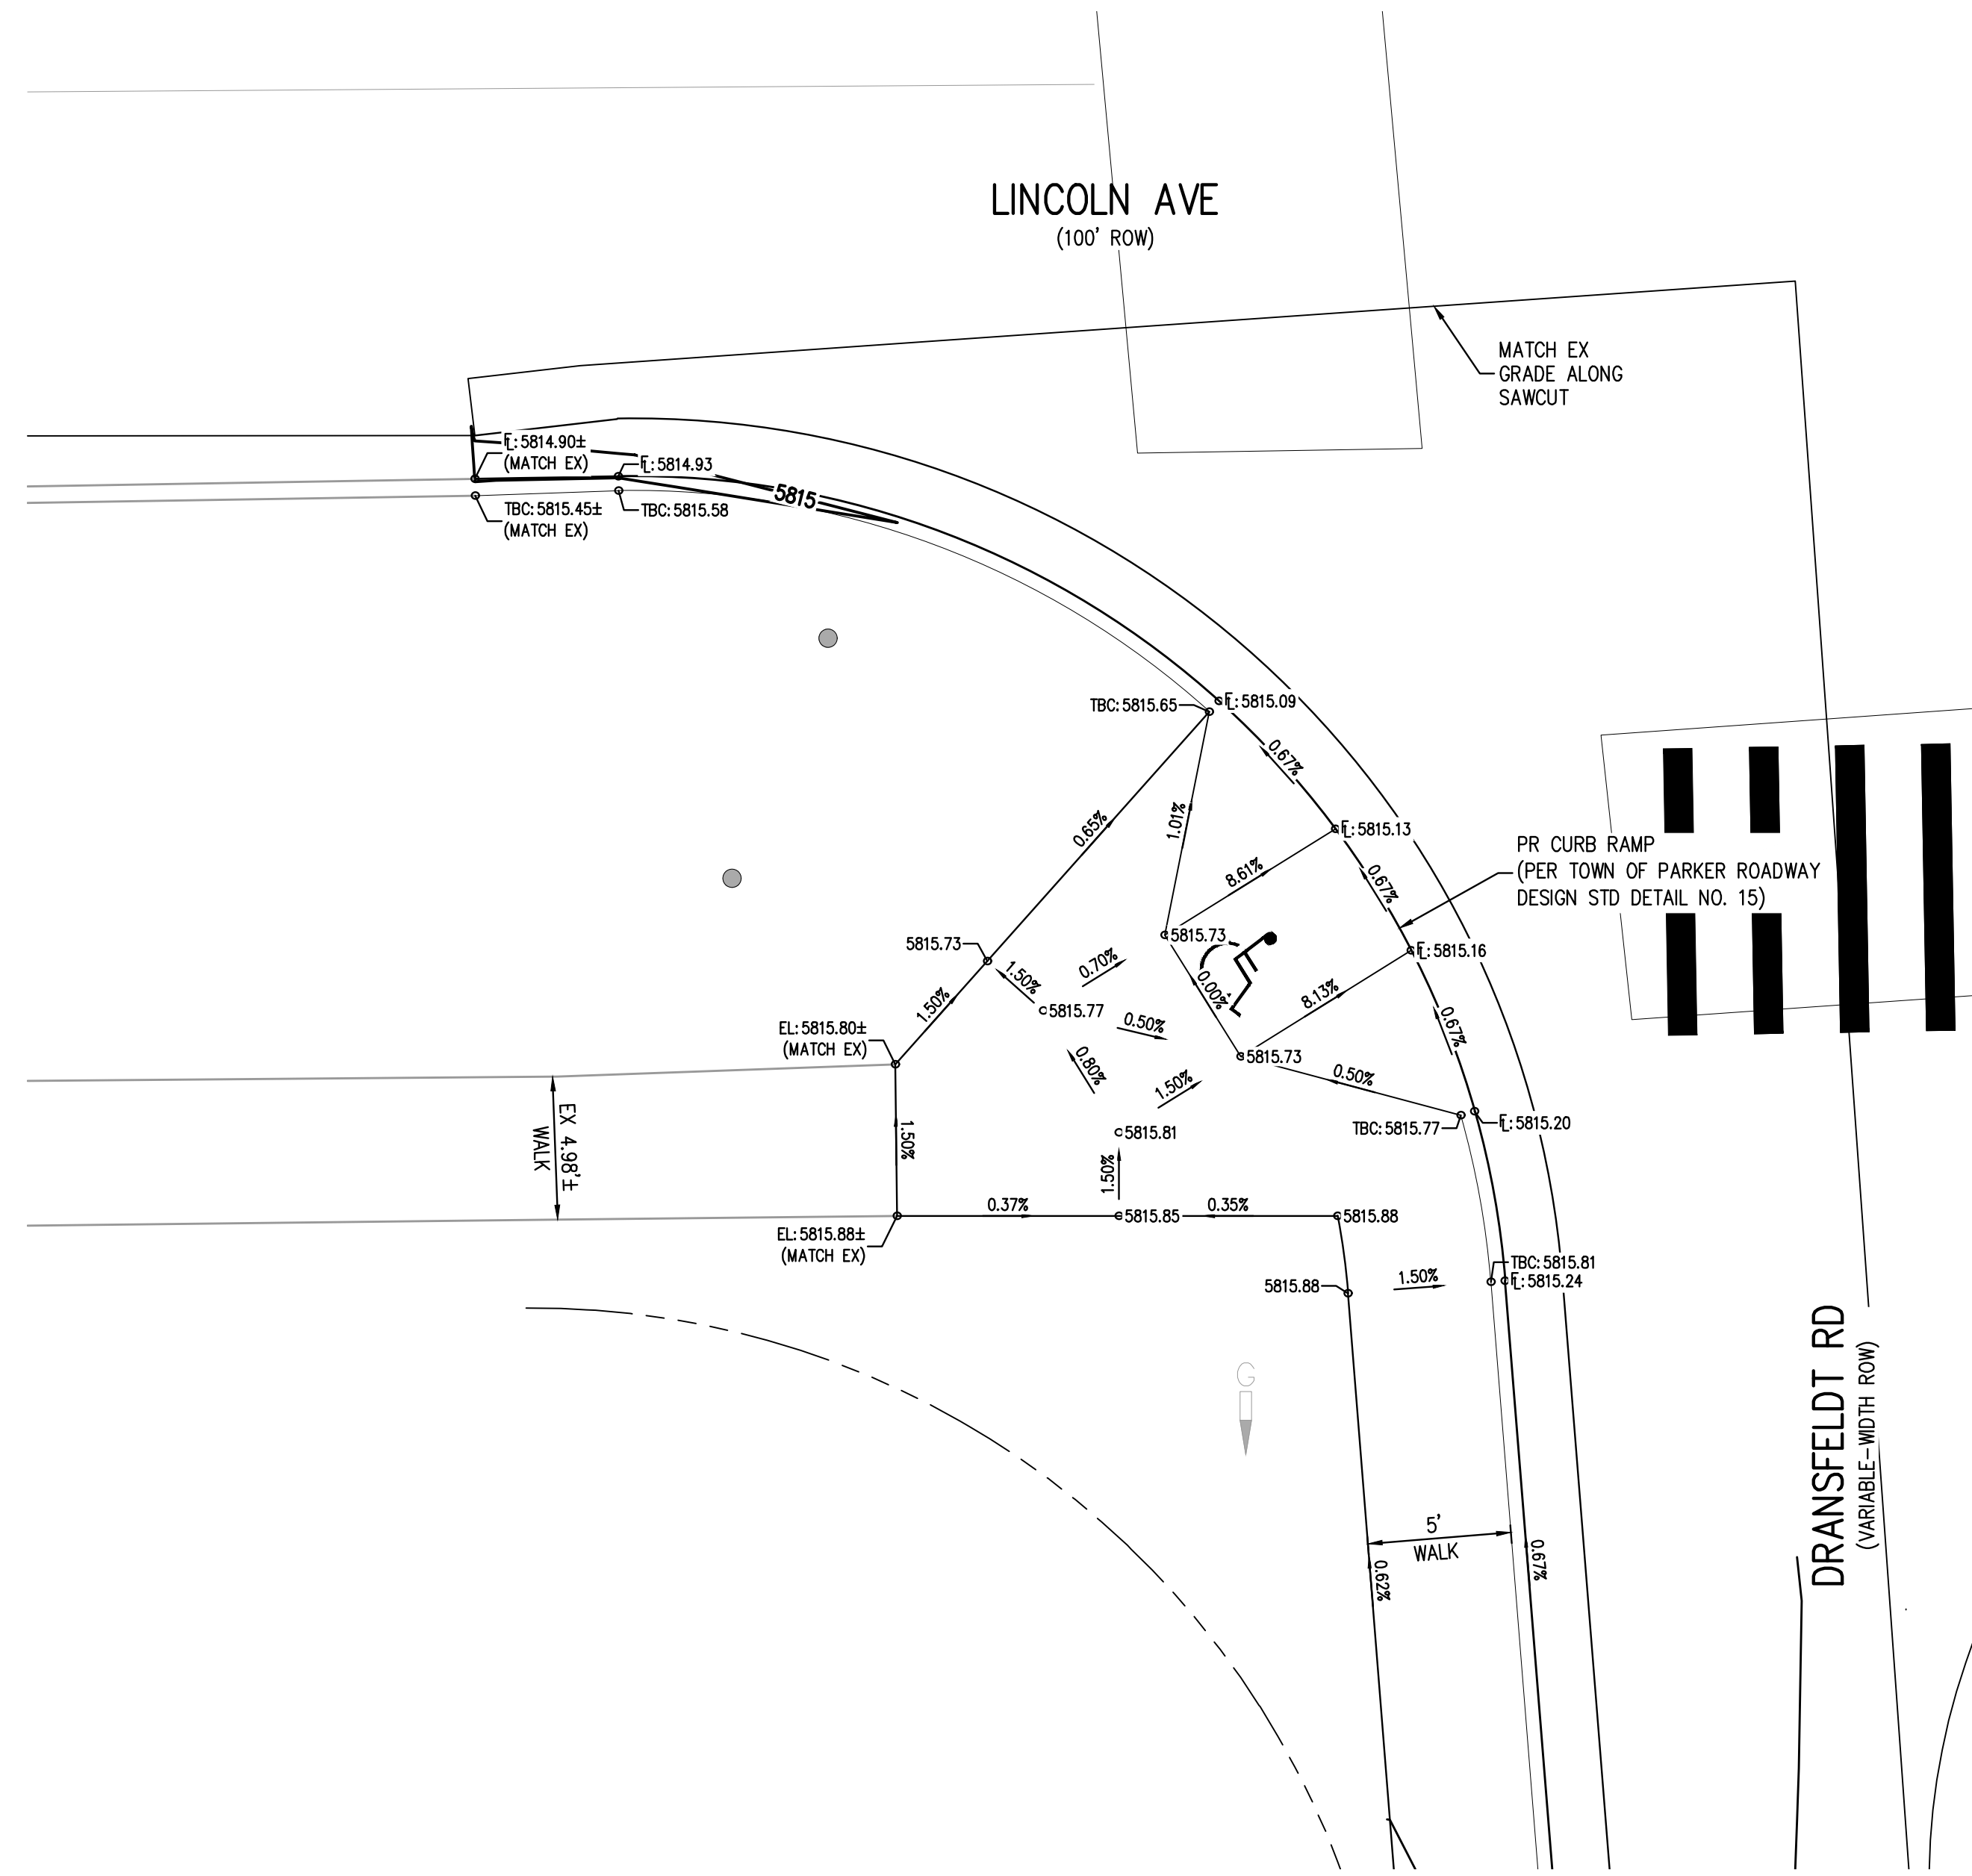 LINCOLN AVE
(100' ROW)
MATCH EX
GRADE ALONG
SAWCUT
FL: 5814.90±
(MATCH EX)
FL: 5814.93
5815
TBC: 5815.45±
(MATCH EX)
TBC: 5815.58
TBC: 5815.65
FL: 5815.09
0.67%
0.65%
1.01%
FL: 5815.13
8.61%
0.67%
PR CURB RAMP
(PER TOWN OF PARKER ROADWAY
DESIGN STD DETAIL NO. 15)
5815.73
5815.73
FL: 5815.16
0.70%
1.50%
0.00%
8.13%
1.50%
5815.77
0.50%
0.67%
EL: 5815.80±
(MATCH EX)
5815.73
0.80%
0.50%
1.50%
EX 4.98'±
WALK
1.50%
5815.81
TBC: 5815.77
FL: 5815.20
1.50%
0.37%
5815.85
0.35%
5815.88
EL: 5815.88±
(MATCH EX)
TBC: 5815.81
FL: 5815.24
5815.88
1.50%
G
DRANSFELDT RD
(VARIABLE-WIDTH ROW)
5'
WALK
0.62%
0.67%